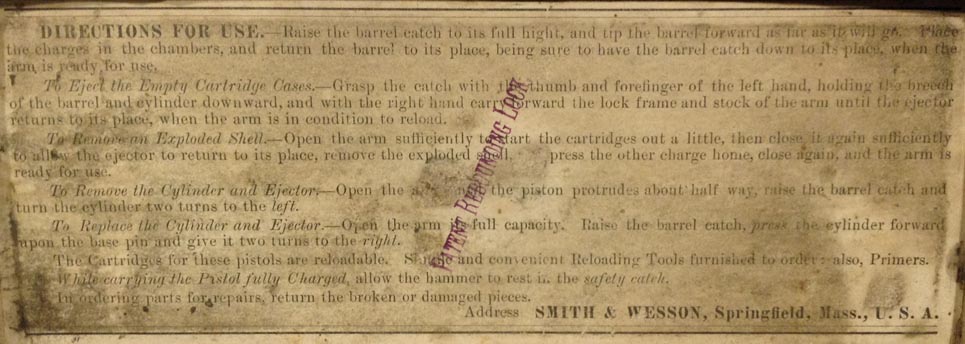 DIRECTIONS FOR USE.—Raise the barrel catch to its full hight, and tip the barrel forward as far as it will go. Place
the charges in the chambers, and return the barrel to its place, being sure to have the barrel catch down to its place, when the
arm is ready for use.
To Eject the Empty Cartridge Cases.—Grasp the catch with the thumb and forefinger of the left hand, holding the breech
of the barrel and cylinder downward, and with the right hand carry forward the lock frame and stock of the arm until the ejector
returns to its place, when the arm is in condition to reload.
To Remove an Exploded Shell.—Open the arm sufficiently to start the cartridges out a little, then close it again sufficiently
to allow the ejector to return to its place, remove the exploded shell, press the other charge home, close again, and the arm is
ready for use.
To Remove the Cylinder and Ejector.—Open the the piston protrudes about half way, raise the barrel catch and
turn the cylinder two turns to the left.
To Replace the Cylinder and Ejector.—Open the arm its full capacity. Raise the barrel catch, press the cylinder forward
upon the base pin and give it two turns to the right.
The Cartridges for these pistols are reloadable. Simple and convenient Reloading Tools furnished to order: also, Primers.
While carrying the Pistol fully Charged, allow the hammer to rest in the safety catch.
In ordering parts for repairs, return the broken or damaged pieces.
Address SMITH & WESSON, Springfield, Mass., U. S. A.
PATENT REBOUNDING LOCK